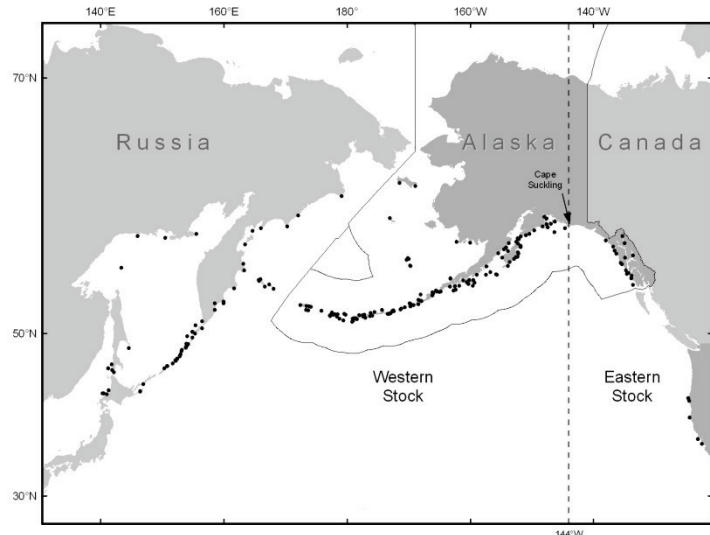 140°E 160°E 180° 160°W 140°W
70°N
Russia Alaska Canada
Cape
Suckling
50°N
Western
Stock
Eastern
Stock
30°N
144°W